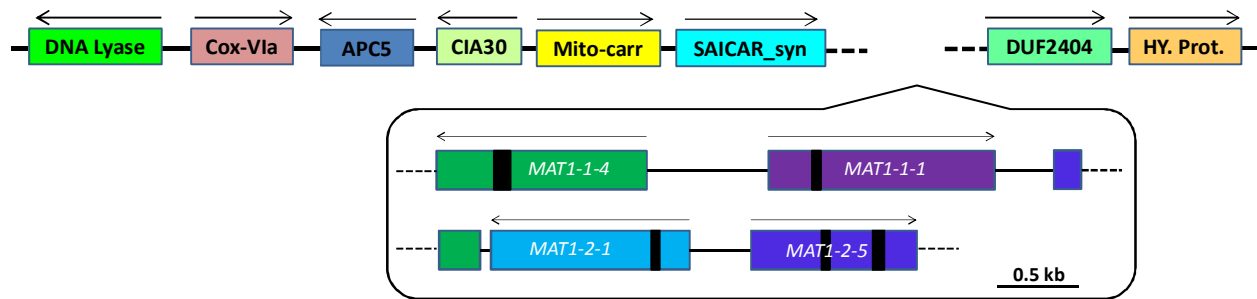 DNA Lyase Cox-VIa APC5 CIA30 Mito-carr SAICAR_syn DUF2404 HY. Prot.
MAT1-1-4 MAT1-1-1
MAT1-2-1 MAT1-2-5
0.5 kb